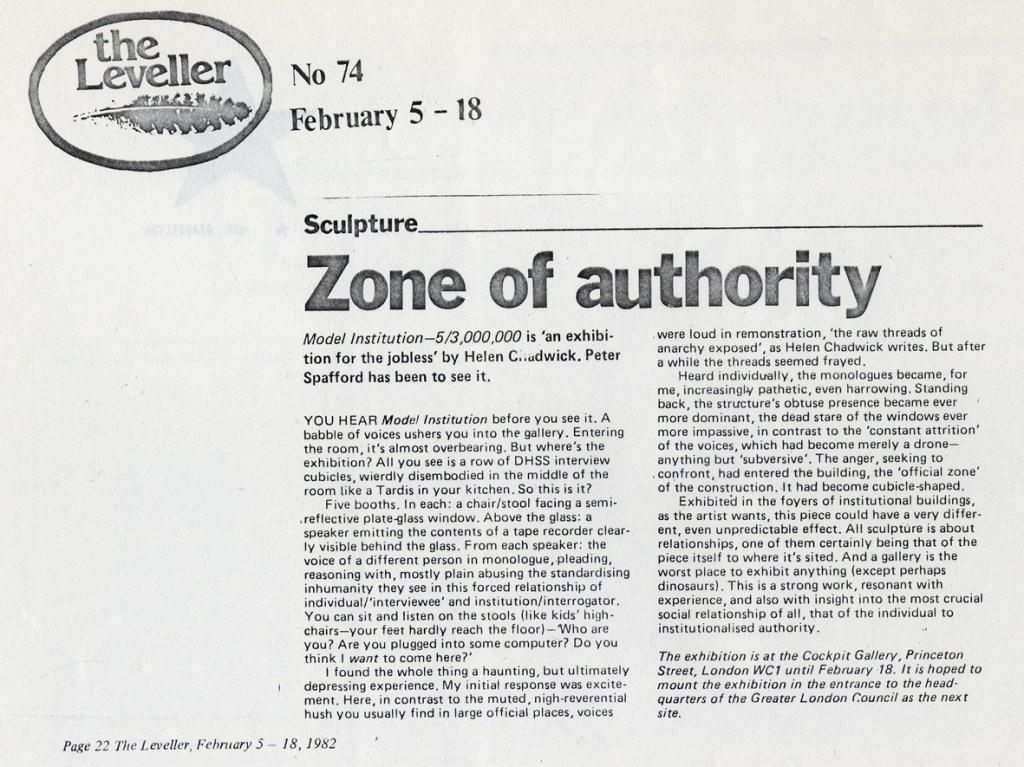 the
Leveller
No 74
February 5 – 18
Sculpture
Zone of authority
Model Institution—5/3,000,000 is 'an exhibi-
tion for the jobless' by Helen Chadwick. Peter
Spafford has been to see it.
YOU HEAR Model Institution before you see it. A
babble of voices ushers you into the gallery. Entering
the room, it's almost overbearing. But where's the
exhibition? All you see is a row of DHSS interview
cubicles, wierdly disembodied in the middle of the
room like a Tardis in your kitchen. So this is it?
Five booths. In each: a chair/stool facing a semi-
reflective plate-glass window. Above the glass: a
speaker emitting the contents of a tape recorder clear-
ly visible behind the glass. From each speaker: the
voice of a different person in monologue, pleading,
reasoning with, mostly plain abusing the standardising
inhumanity they see in this forced relationship of
individual/'interviewee' and institution/interrogator.
You can sit and listen on the stools (like kids' high-
chairs—your feet hardly reach the floor)—'Who are
you? Are you plugged into some computer? Do you
think I want to come here?'
I found the whole thing a haunting, but ultimately
depressing experience. My initial response was excite-
ment. Here, in contrast to the muted, nigh-reverential
hush you usually find in large official places, voices
were loud in remonstration, 'the raw threads of
anarchy exposed', as Helen Chadwick writes. But after
a while the threads seemed frayed.
Heard individually, the monologues became, for
me, increasingly pathetic, even harrowing. Standing
back, the structure's obtuse presence became ever
more dominant, the dead stare of the windows ever
more impassive, in contrast to the 'constant attrition'
of the voices, which had become merely a drone—
anything but 'subversive'. The anger, seeking to
confront, had entered the building, the 'official zone'
of the construction. It had become cubicle-shaped.
Exhibited in the foyers of institutional buildings,
as the artist wants, this piece could have a very differ-
ent, even unpredictable effect. All sculpture is about
relationships, one of them certainly being that of the
piece itself to where it's sited. And a gallery is the
worst place to exhibit anything (except perhaps
dinosaurs). This is a strong work, resonant with
experience, and also with insight into the most crucial
social relationship of all, that of the individual to
institutionalised authority.
The exhibition is at the Cockpit Gallery, Princeton
Street, London WC1 until February 18. It is hoped to
mount the exhibition in the entrance to the head-
quarters of the Greater London Council as the next
site.
Page 22 The Leveller, February 5 – 18, 1982